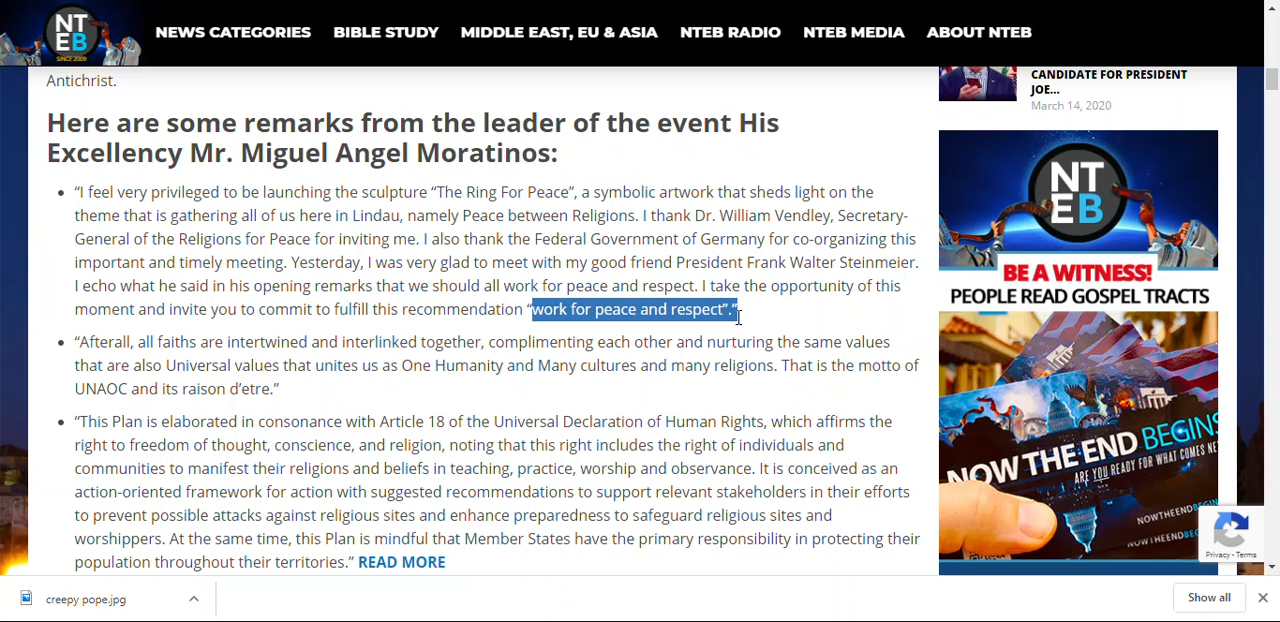 NT
EB
SINCE 2009
NEWS CATEGORIES BIBLE STUDY MIDDLE EAST, EU & ASIA NTEB RADIO NTEB MEDIA ABOUT NTEB
Antichrist.
Here are some remarks from the leader of the event His
Excellency Mr. Miguel Angel Moratinos:
• “I feel very privileged to be launching the sculpture “The Ring For Peace”, a symbolic artwork that sheds light on the
theme that is gathering all of us here in Lindau, namely Peace between Religions. I thank Dr. William Vendley, Secretary-
General of the Religions for Peace for inviting me. I also thank the Federal Government of Germany for co-organizing this
important and timely meeting. Yesterday, I was very glad to meet with my good friend President Frank Walter Steinmeier.
I echo what he said in his opening remarks that we should all work for peace and respect. I take the opportunity of this
moment and invite you to commit to fulfill this recommendation “work for peace and respect”.”
• “Afterall, all faiths are intertwined and interlinked together, complimenting each other and nurturing the same values
that are also Universal values that unites us as One Humanity and Many cultures and many religions. That is the motto of
UNAOC and its raison d’etre.”
• “This Plan is elaborated in consonance with Article 18 of the Universal Declaration of Human Rights, which affirms the
right to freedom of thought, conscience, and religion, noting that this right includes the right of individuals and
communities to manifest their religions and beliefs in teaching, practice, worship and observance. It is conceived as an
action-oriented framework for action with suggested recommendations to support relevant stakeholders in their efforts
to prevent possible attacks against religious sites and enhance preparedness to safeguard religious sites and
worshippers. At the same time, this Plan is mindful that Member States have the primary responsibility in protecting their
population throughout their territories.” READ MORE
CANDIDATE FOR PRESIDENT
JOE...
March 14, 2020
NT
EB
BE A WITNESS!
PEOPLE READ GOSPEL TRACTS
NOW THE END BEGINS
ARE YOU READY FOR WHAT COMES NE
NOWTHEENDBEGINS
NOWTHEENDBEGI
Privacy - Terms
creepy pope.jpg
Show all